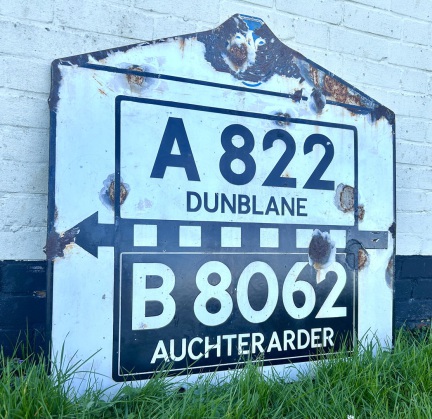 A 822
DUNBLANE
B 8062
AUCHTERARDER